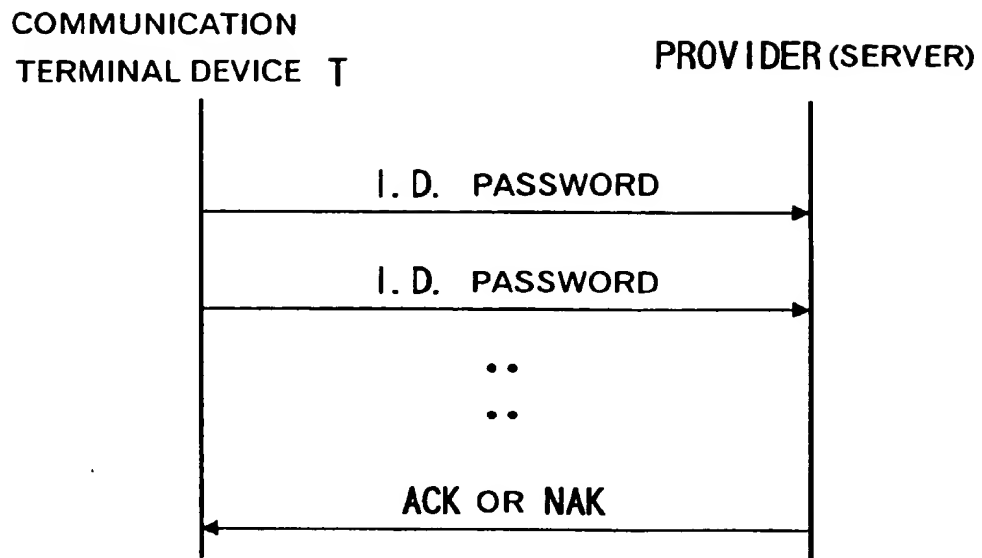 COMMUNICATION
TERMINAL DEVICE T
PROVIDER (SERVER)
I. D. PASSWORD
I. D. PASSWORD
ACK OR NAK